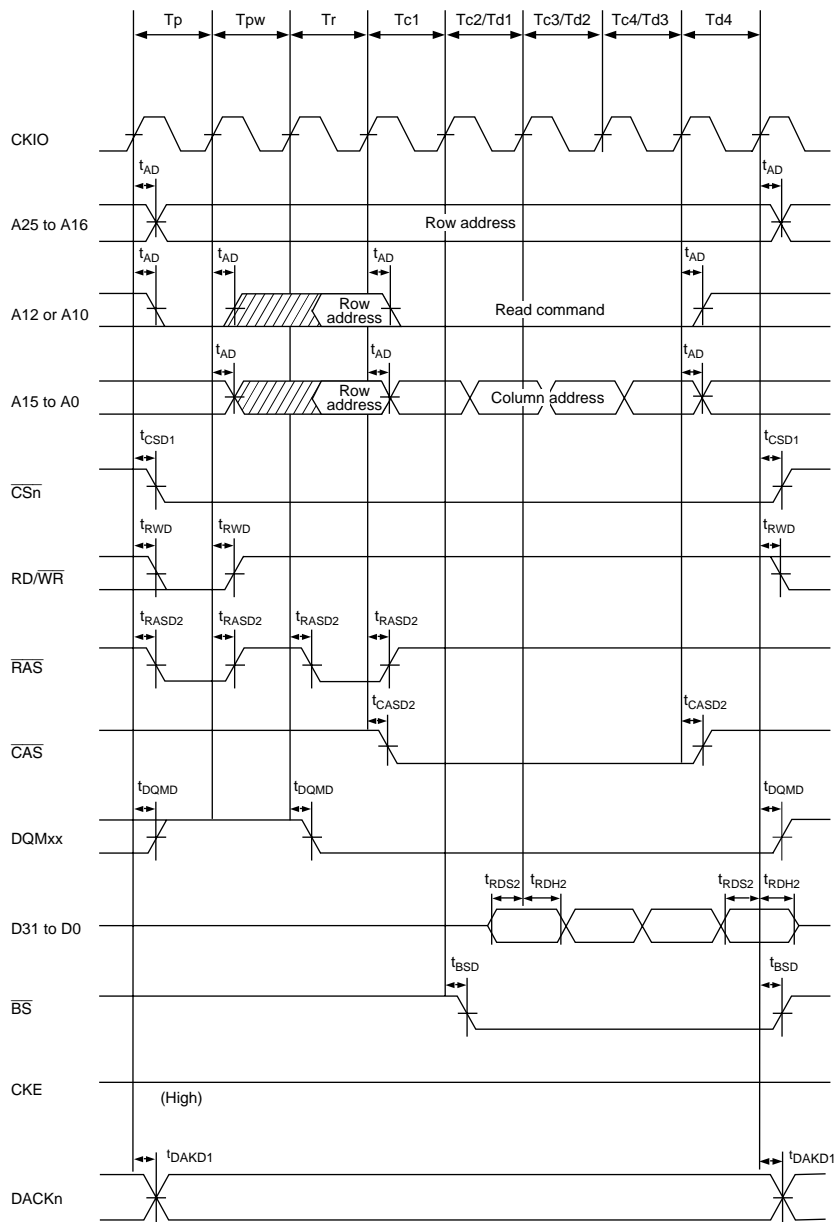 Tp Tpw Tr Tc1 Tc2/Td1 Tc3/Td2 Tc4/Td3 Td4
CKIO
tAD tAD
A25 to A16 Row address
tAD tAD tAD tAD
A12 or A10 Row address Read command
tAD tAD tAD
A15 to A0 Row address Column address
tCSD1 tCSD1
CSn
tRWD tRWD tRWD
RD/WR
tRASD2 tRASD2 tRASD2 tRASD2
RAS
tCASD2 tCASD2
CAS
tDQMD tDQMD tDQMD
DQMxx
tRDS2 tRDH2 tRDS2 tRDH2
D31 to D0
tBSD tBSD
BS
CKE
(High)
tDAKD1 tDAKD1
DACKn